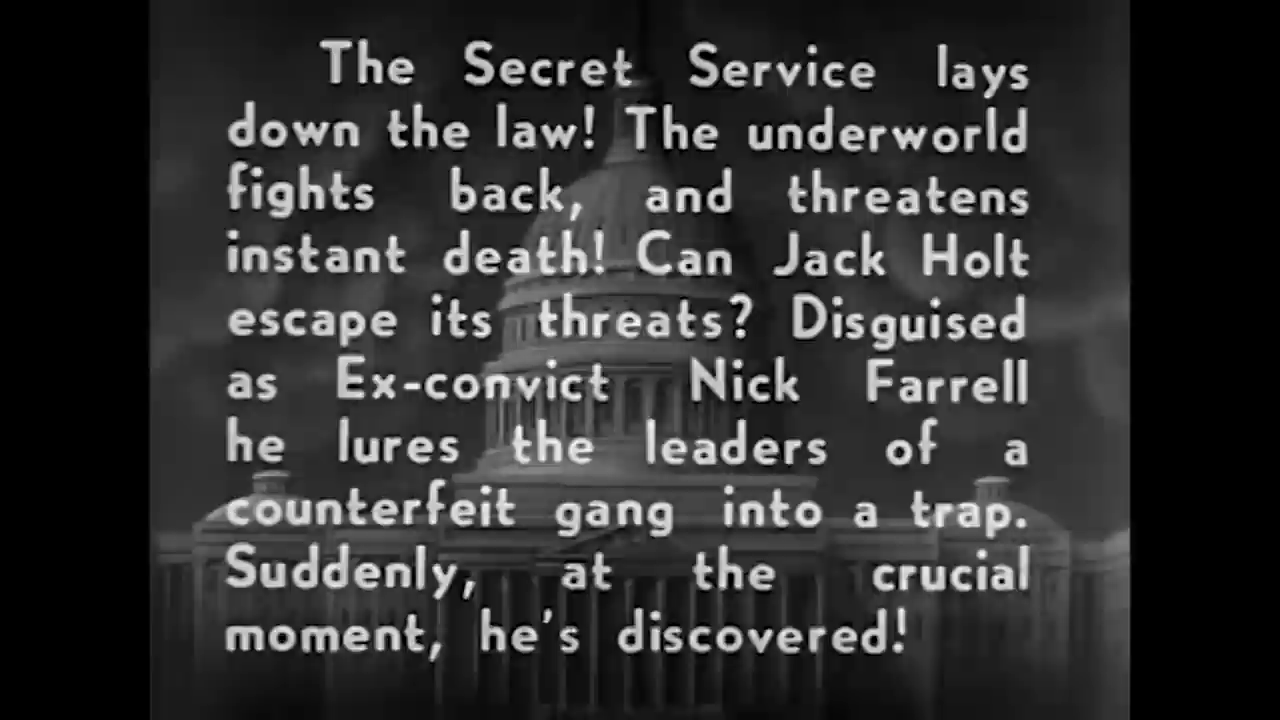 The Secret Service lays
down the law! The underworld
fights back, and threatens
instant death! Can Jack Holt
escape its threats? Disguised
as Ex-convict Nick Farrell
he lures the leaders of a
counterfeit gang into a trap.
Suddenly, at the crucial
moment, he's discovered!